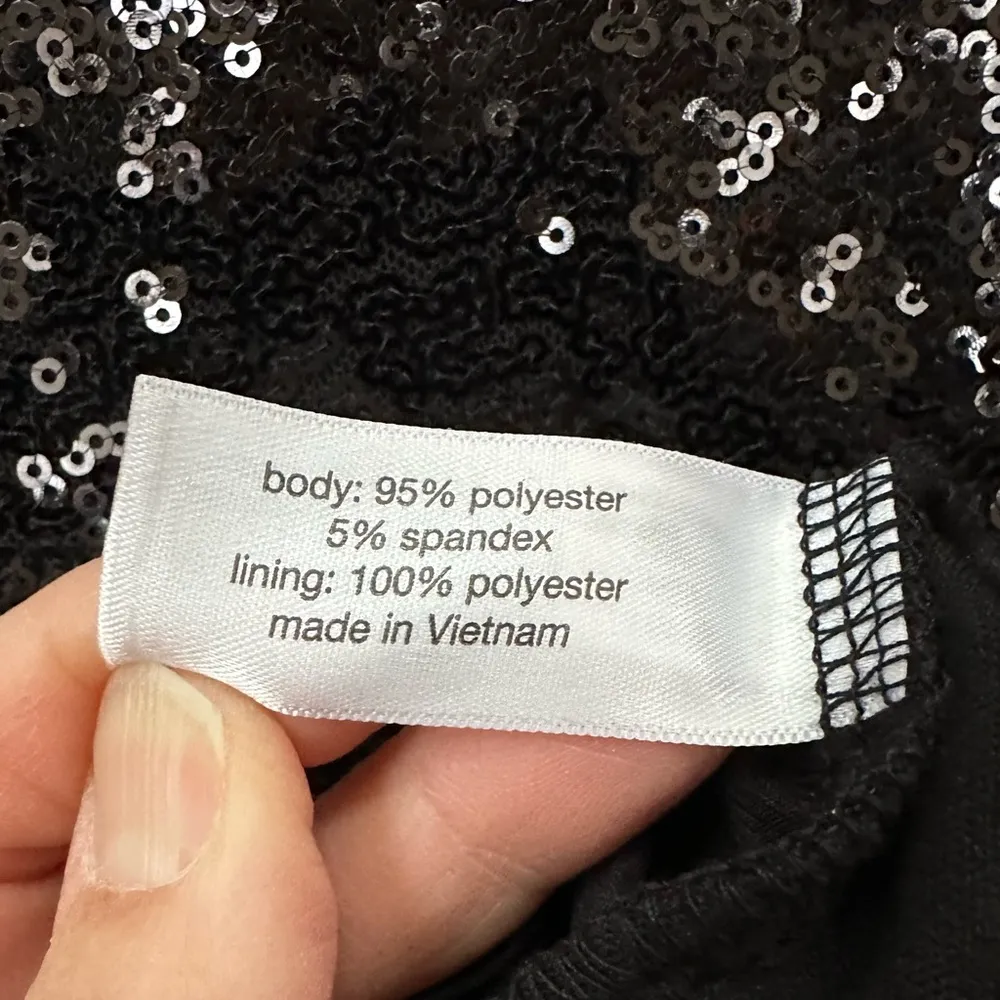 body: 95% polyester
5% spandex
lining: 100% polyester
made in Vietnam